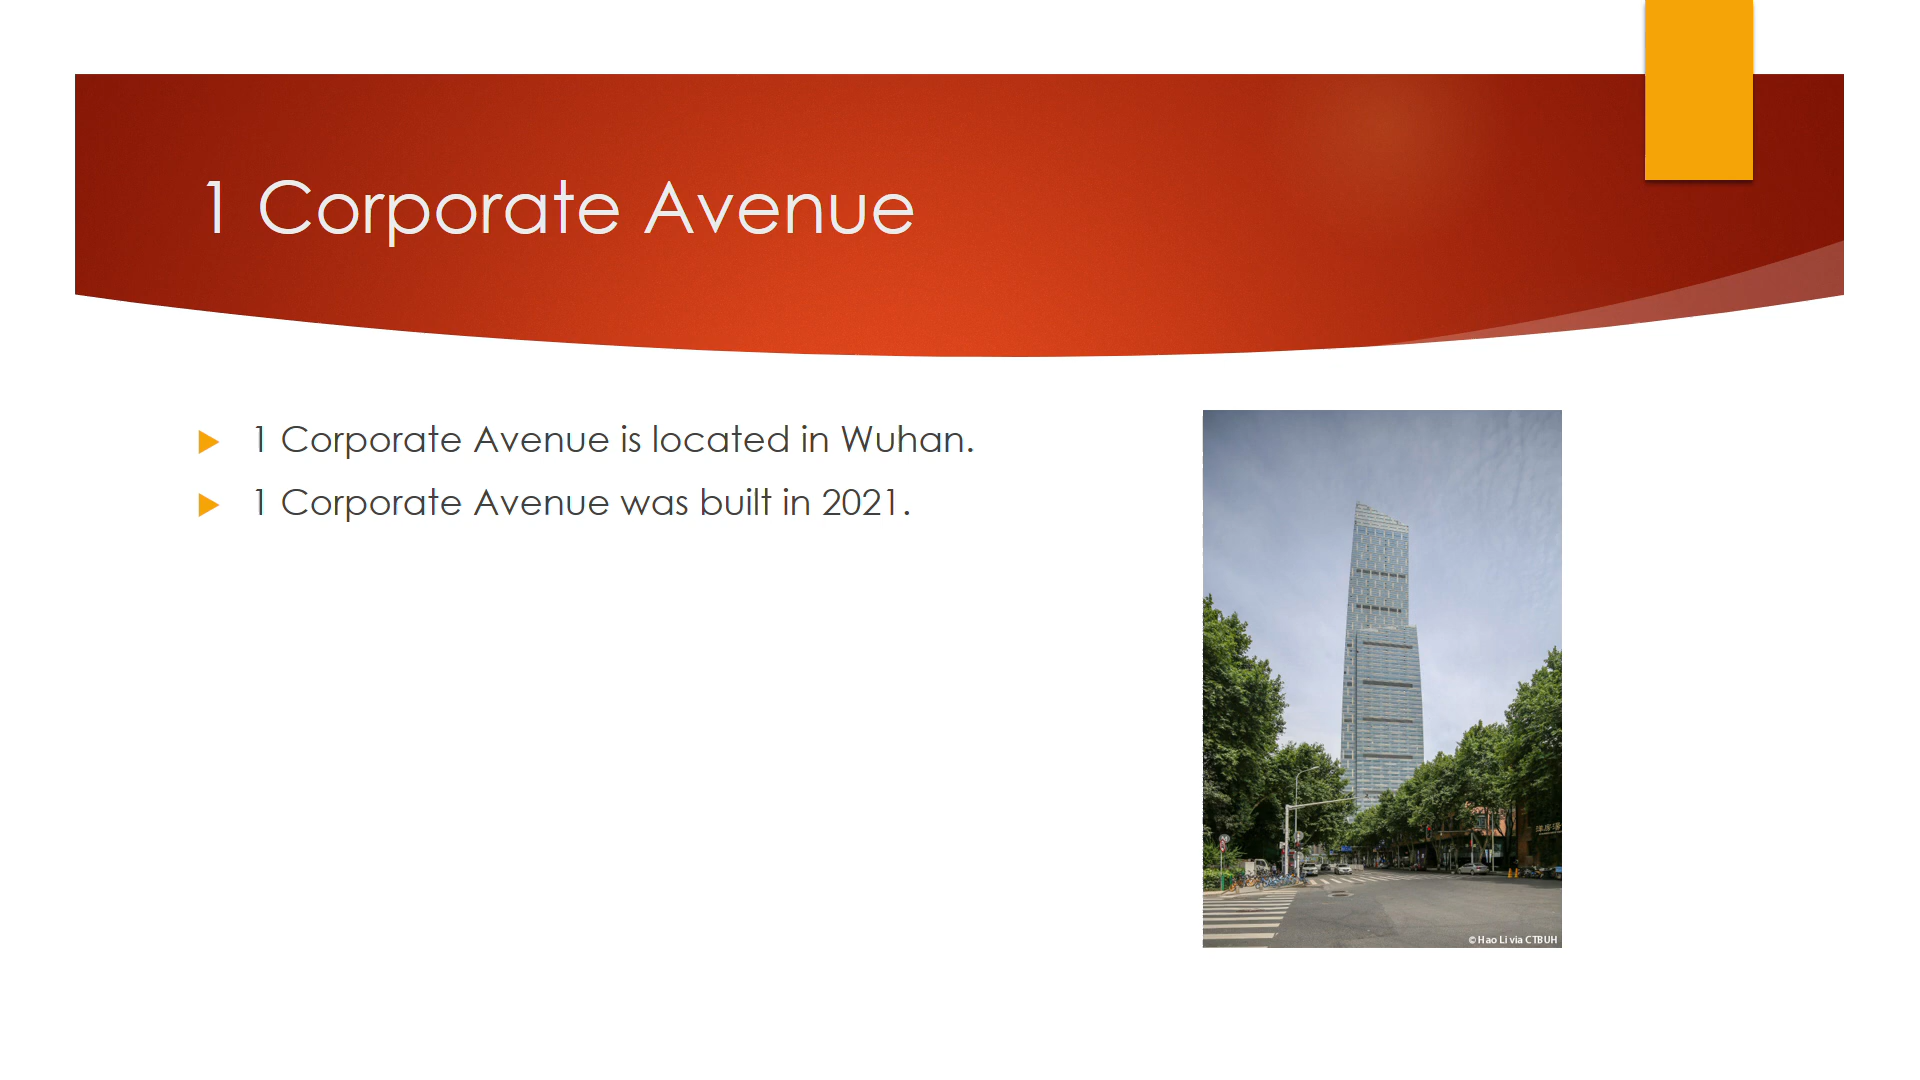 1 Corporate Avenue
1 Corporate Avenue is located in Wuhan.
1 Corporate Avenue was built in 2021.
© Hao Li via CTBUH